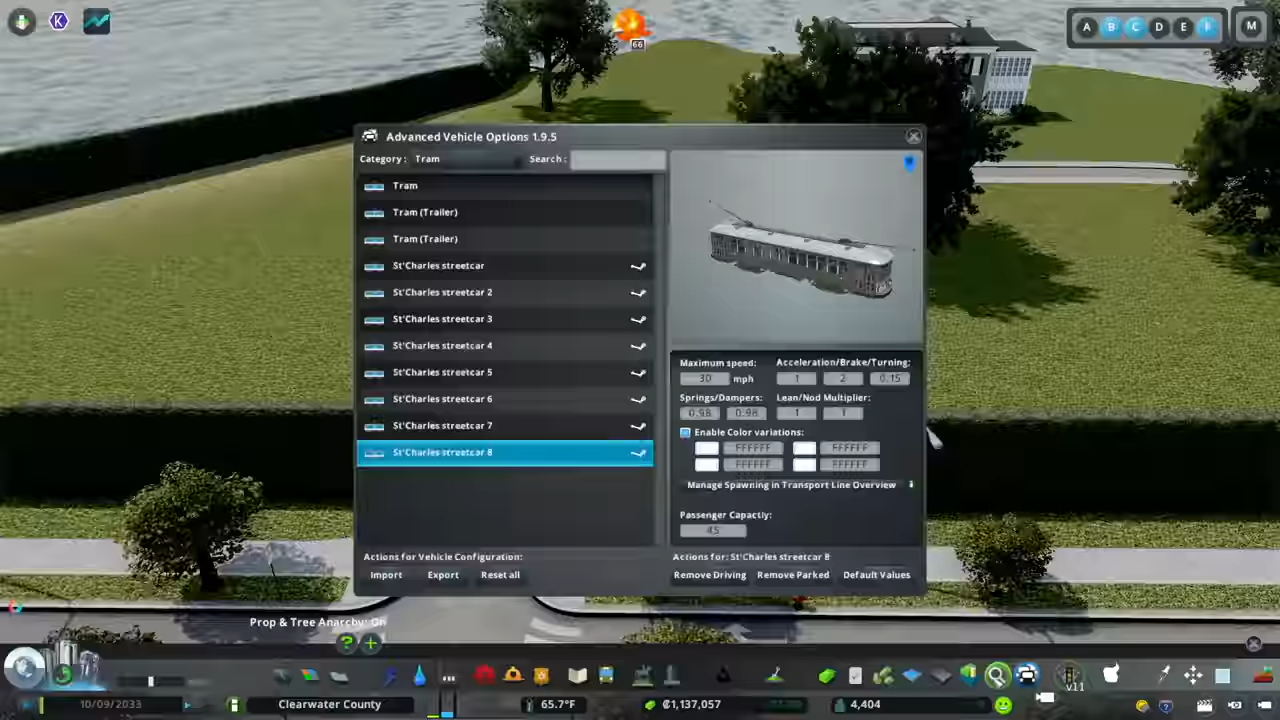 K
66
A B C D E F M
Advanced Vehicle Options 1.9.5
Category: Tram Search:
Tram
Tram (Trailer)
Tram (Trailer)
St'Charles streetcar
St'Charles streetcar 2
St'Charles streetcar 3
St'Charles streetcar 4
St'Charles streetcar 5
St'Charles streetcar 6
St'Charles streetcar 7
St'Charles streetcar 8
Maximum speed: Acceleration/Brake/Turning:
30 mph 1 2 0.15
Springs/Dampers: Lean/Nod Multiplier:
0.98 0.98 1 1
Enable Color variations:
FFFFFF FFFFFF
FFFFFF FFFFFF
Manage Spawning in Transport Line Overview
Passenger Capactiy:
45
Actions for Vehicle Configuration: Actions for: St'Charles streetcar 8
Import Export Reset all Remove Driving Remove Parked Default Values
Prop & Tree Anarchy: On
? +
v11
10/09/2033 Clearwater County 65.7°F ₡1,137,057 4,404